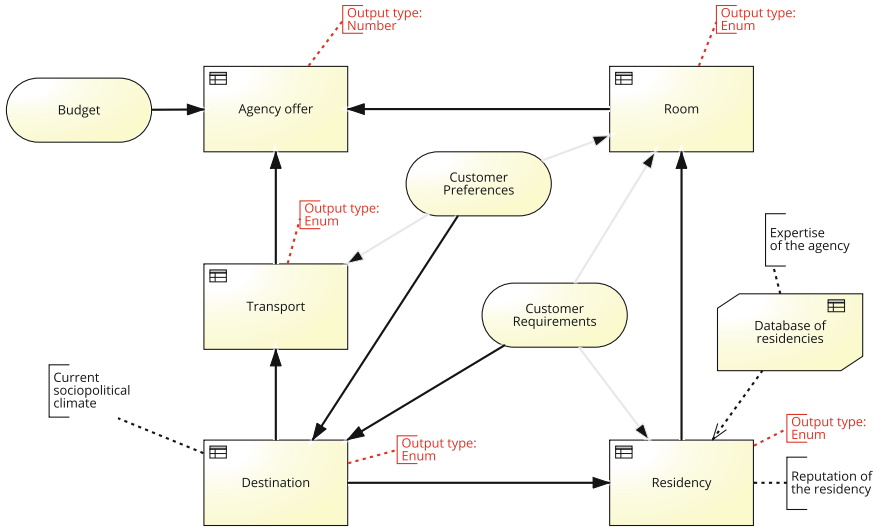 Output type:
Number
Output type:
Enum
Budget
Agency offer
Room
Customer
Preferences
Output type:
Enum
Expertise
of the agency
Transport
Customer
Requirements
Database of
residencies
Current
sociopolitical
climate
Output type:
Enum
Output type:
Enum
Destination
Residency
Reputation of
the residency